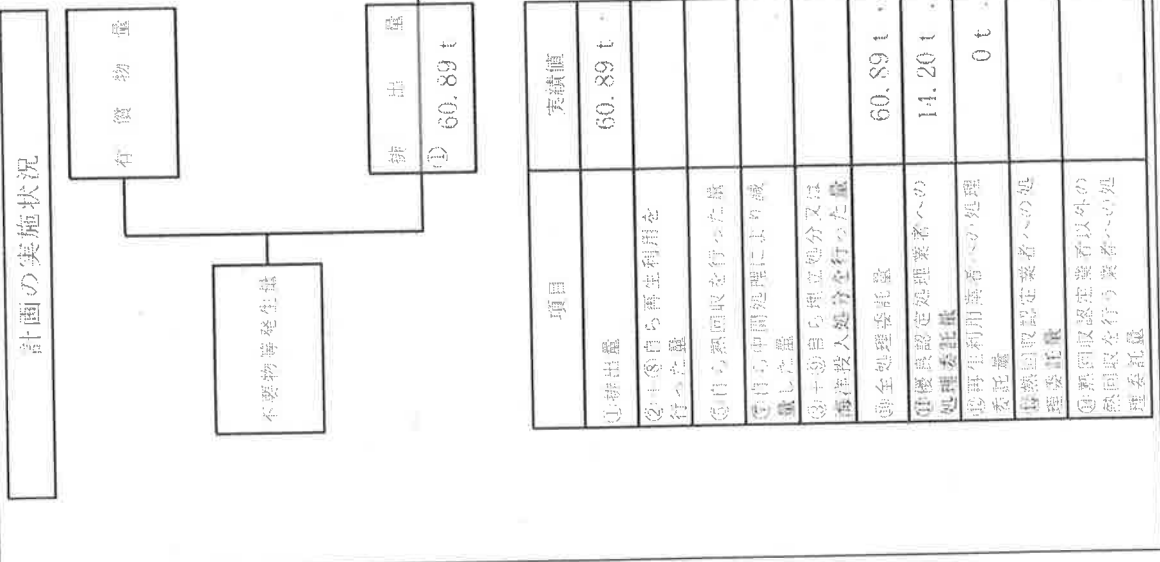 計画の実施状況
有 償 物 量
不要物等発生量
排 出 量
① 60.89 t
項目 実績値
①排出量 60.89 t
②+⑧自ら再生利用を
行った量
⑤自ら熱回収を行った量
⑦自ら中間処理により減
量した量
③+⑨自ら埋立処分又は
海洋投入処分を行った量
⑩全処理委託量 60.89 t
⑪優良認定処理業者への
処理委託量 14.20 t
⑫再生利用業者への処理
委託量 0 t
⑬熱回収認定業者への処
理委託量
⑭熱回収認定業者以外の
熱回収を行う業者への処
理委託量